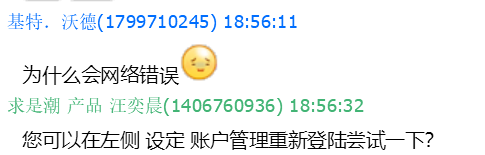 基特．沃德(1799710245) 18:56:11
为什么会网络错误
求是潮 产品 汪奕晨(1406760936) 18:56:32
您可以在左侧 设定 账户管理重新登陆尝试一下?